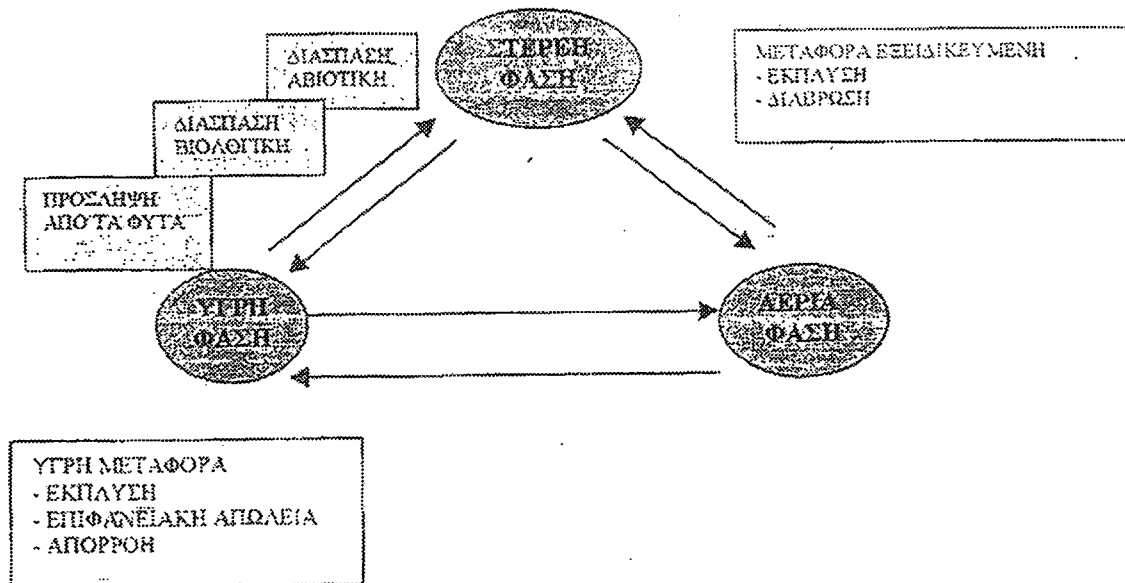 ΔΙΑΣΠΑΣΗ
ΑΒΙΟΤΙΚΗ
ΣΤΕΡΕΗ
ΦΑΣΗ
ΜΕΤΑΦΟΡΑ ΕΞΕΙΔΙΚΕΥΜΕΝΗ
- ΕΚΠΛΥΣΗ
- ΔΙΑΒΡΩΣΗ
ΔΙΑΣΠΑΣΗ
ΒΙΟΛΟΓΙΚΗ
ΠΡΟΣΛΗΨΗ
ΑΠΟ ΤΑ ΦΥΤΑ
ΥΓΡΗ
ΦΑΣΗ
ΑΕΡΙΑ
ΦΑΣΗ
ΥΓΡΗ ΜΕΤΑΦΟΡΑ
- ΕΚΠΛΥΣΗ
- ΕΠΙΦΑΝΕΙΑΚΗ ΑΠΩΛΕΙΑ
- ΑΠΟΡΡΟΗ